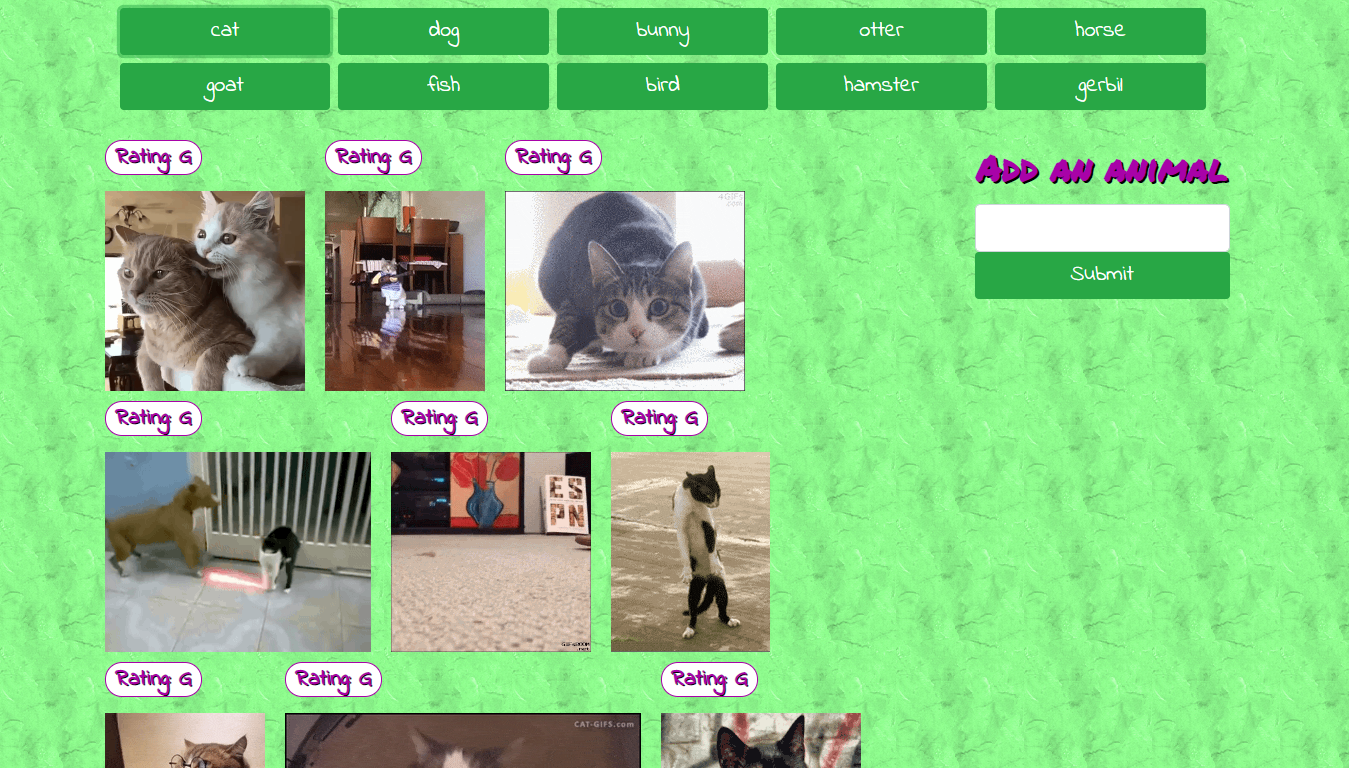 cat dog bunny otter horse
goat fish bird hamster gerbil
Rating: G Rating: G Rating: G
Add an animal
4GIFS
.com
Submit
Rating: G Rating: G Rating: G
ES
PN
Rating: G Rating: G Rating: G
CAT-GIFS.com